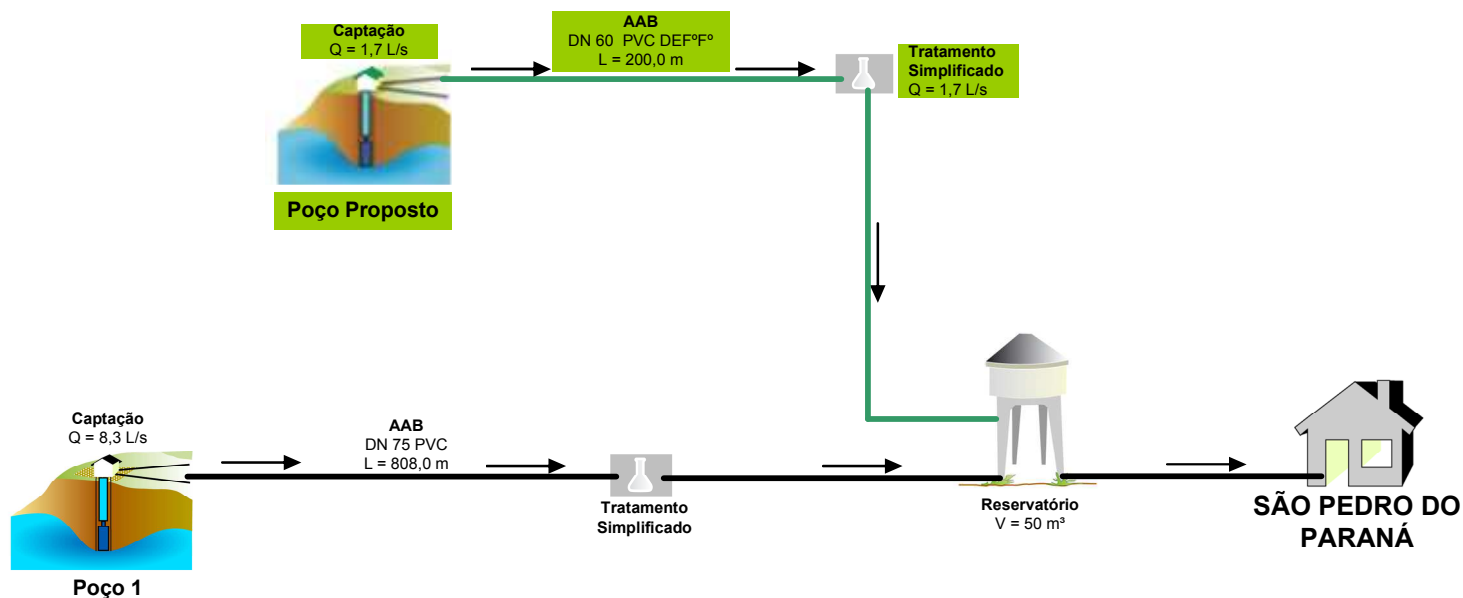 Captação
Q = 1,7 L/s
AAB
DN 60 PVC DEFºFº
L = 200,0 m
Tratamento
Simplificado
Q = 1,7 L/s
Poço Proposto
Captação
Q = 8,3 L/s
AAB
DN 75 PVC
L = 808,0 m
Tratamento
Simplificado
Reservatório
V = 50 m³
SÃO PEDRO DO
PARANÁ
Poço 1